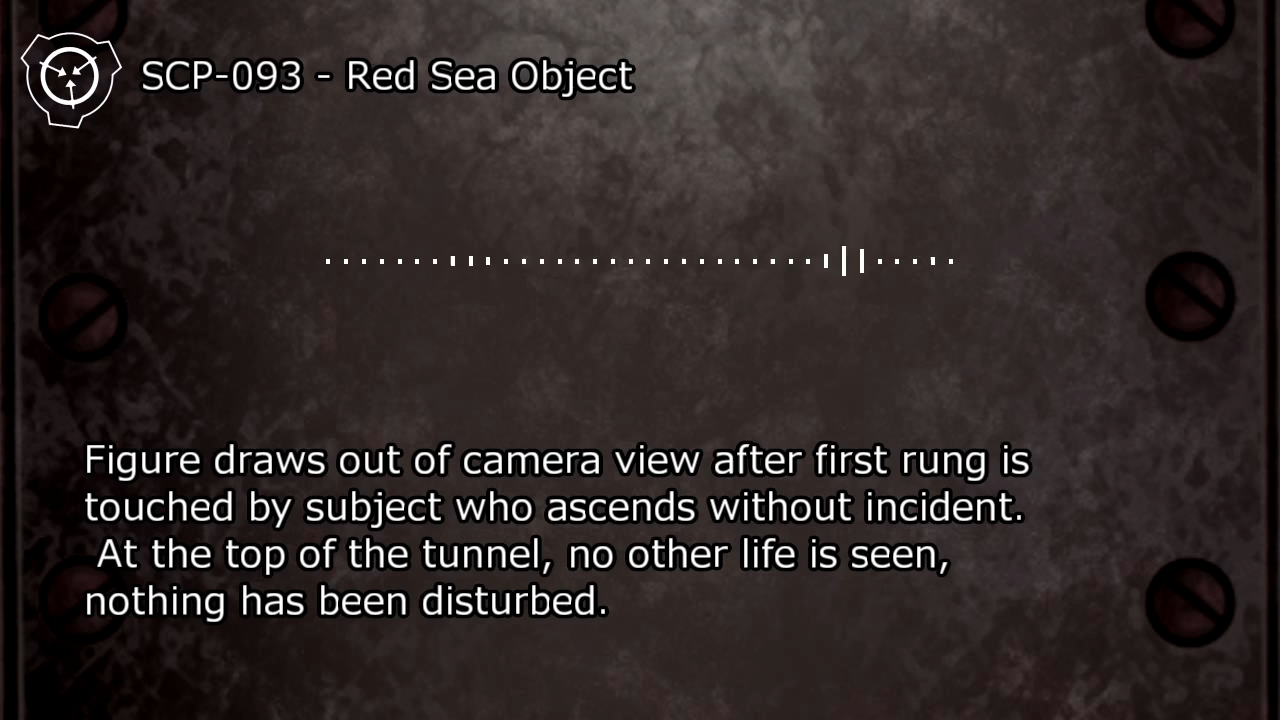 SCP-093 - Red Sea Object
Figure draws out of camera view after first rung is
touched by subject who ascends without incident.
At the top of the tunnel, no other life is seen,
nothing has been disturbed.